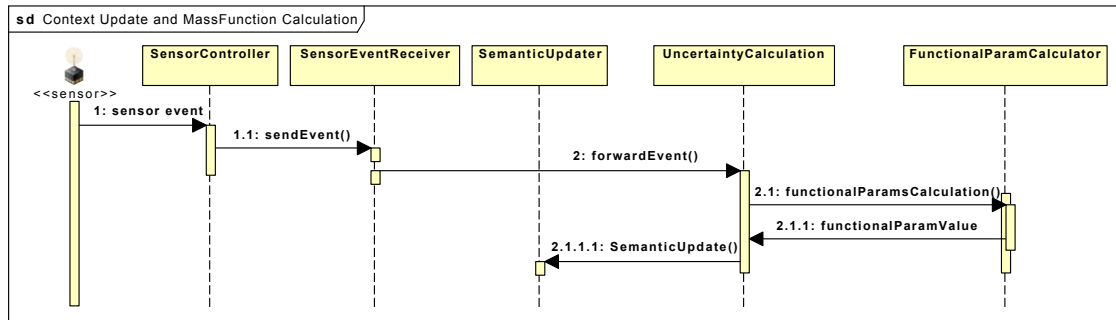 sd Context Update and MassFunction Calculation
SensorController
SensorEventReceiver
SemanticUpdater
UncertaintyCalculation
FunctionalParamCalculator
<<sensor>>
1: sensor event
1.1: sendEvent()
2: forwardEvent()
2.1: functionalParamsCalculation()
2.1.1: functionalParamValue
2.1.1.1: SemanticUpdate()